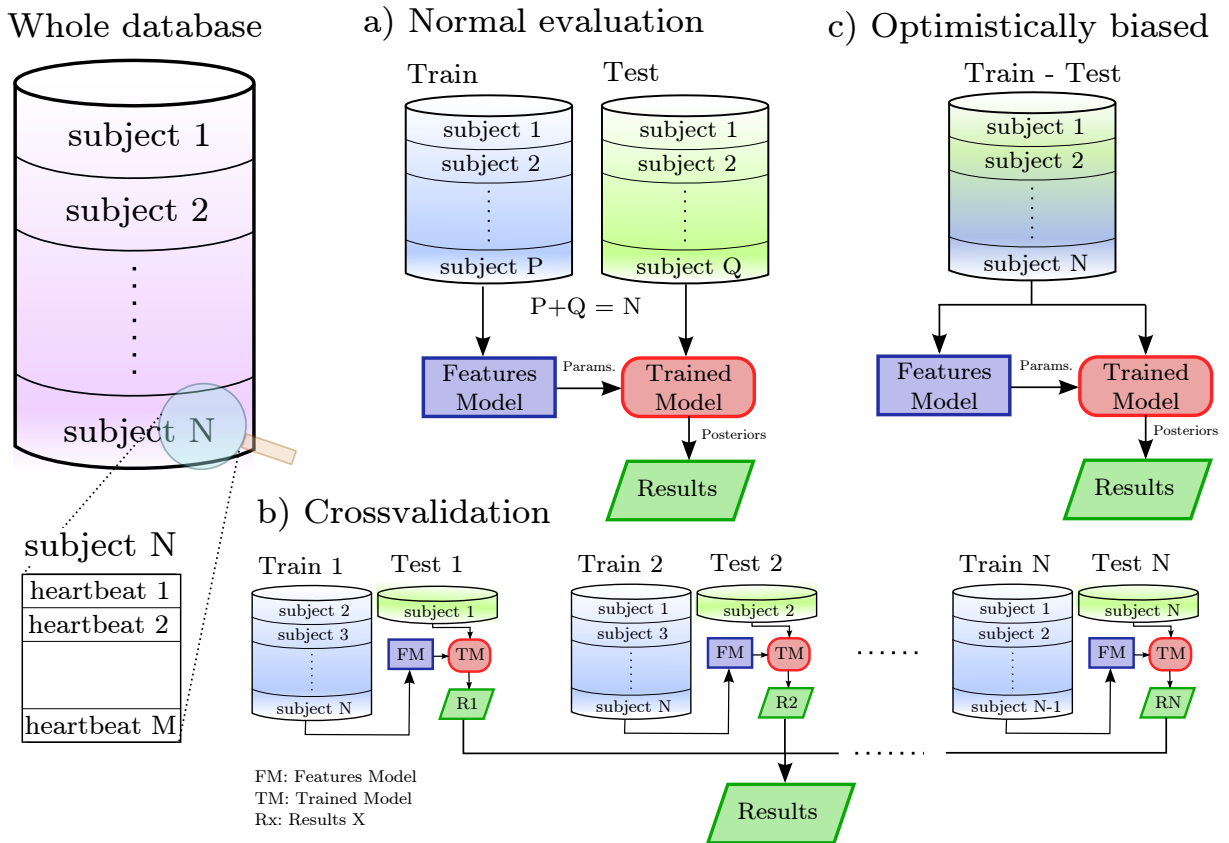 Whole database
subject 1
subject 2
subject N
subject N
heartbeat 1
heartbeat 2
heartbeat M
a) Normal evaluation
Train
Test
subject 1
subject 2
subject P
subject 1
subject 2
subject Q
P+Q = N
Features
Model
Params.
Trained
Model
Posteriors
Results
c) Optimistically biased
Train - Test
subject 1
subject 2
subject N
Features
Model
Params.
Trained
Model
Posteriors
Results
b) Crossvalidation
Train 1
Test 1
subject 2
subject 3
subject N
subject 1
FM
TM
R1
Train 2
Test 2
subject 1
subject 3
subject N
subject 2
FM
TM
R2
Train N
Test N
subject 1
subject 2
subject N-1
subject N
FM
TM
RN
FM: Features Model
TM: Trained Model
Rx: Results X
Results